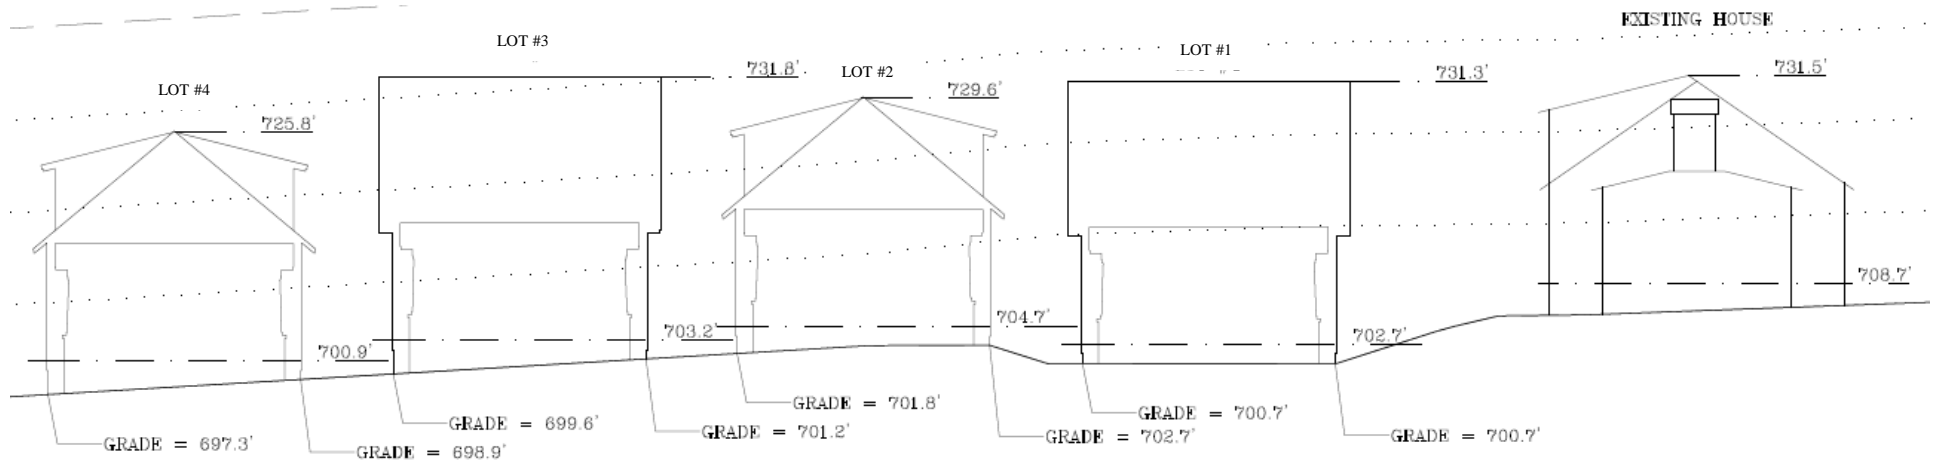 EXISTING HOUSE
LOT #3
LOT #1
731.8'
LOT #2
731.3'
731.5'
LOT #4
729.6'
725.8'
708.7'
704.7'
703.2'
702.7'
700.9'
GRADE = 701.8'
GRADE = 700.7'
GRADE = 699.6'
GRADE = 701.2'
GRADE = 702.7'
GRADE = 700.7'
GRADE = 697.3'
GRADE = 698.9'